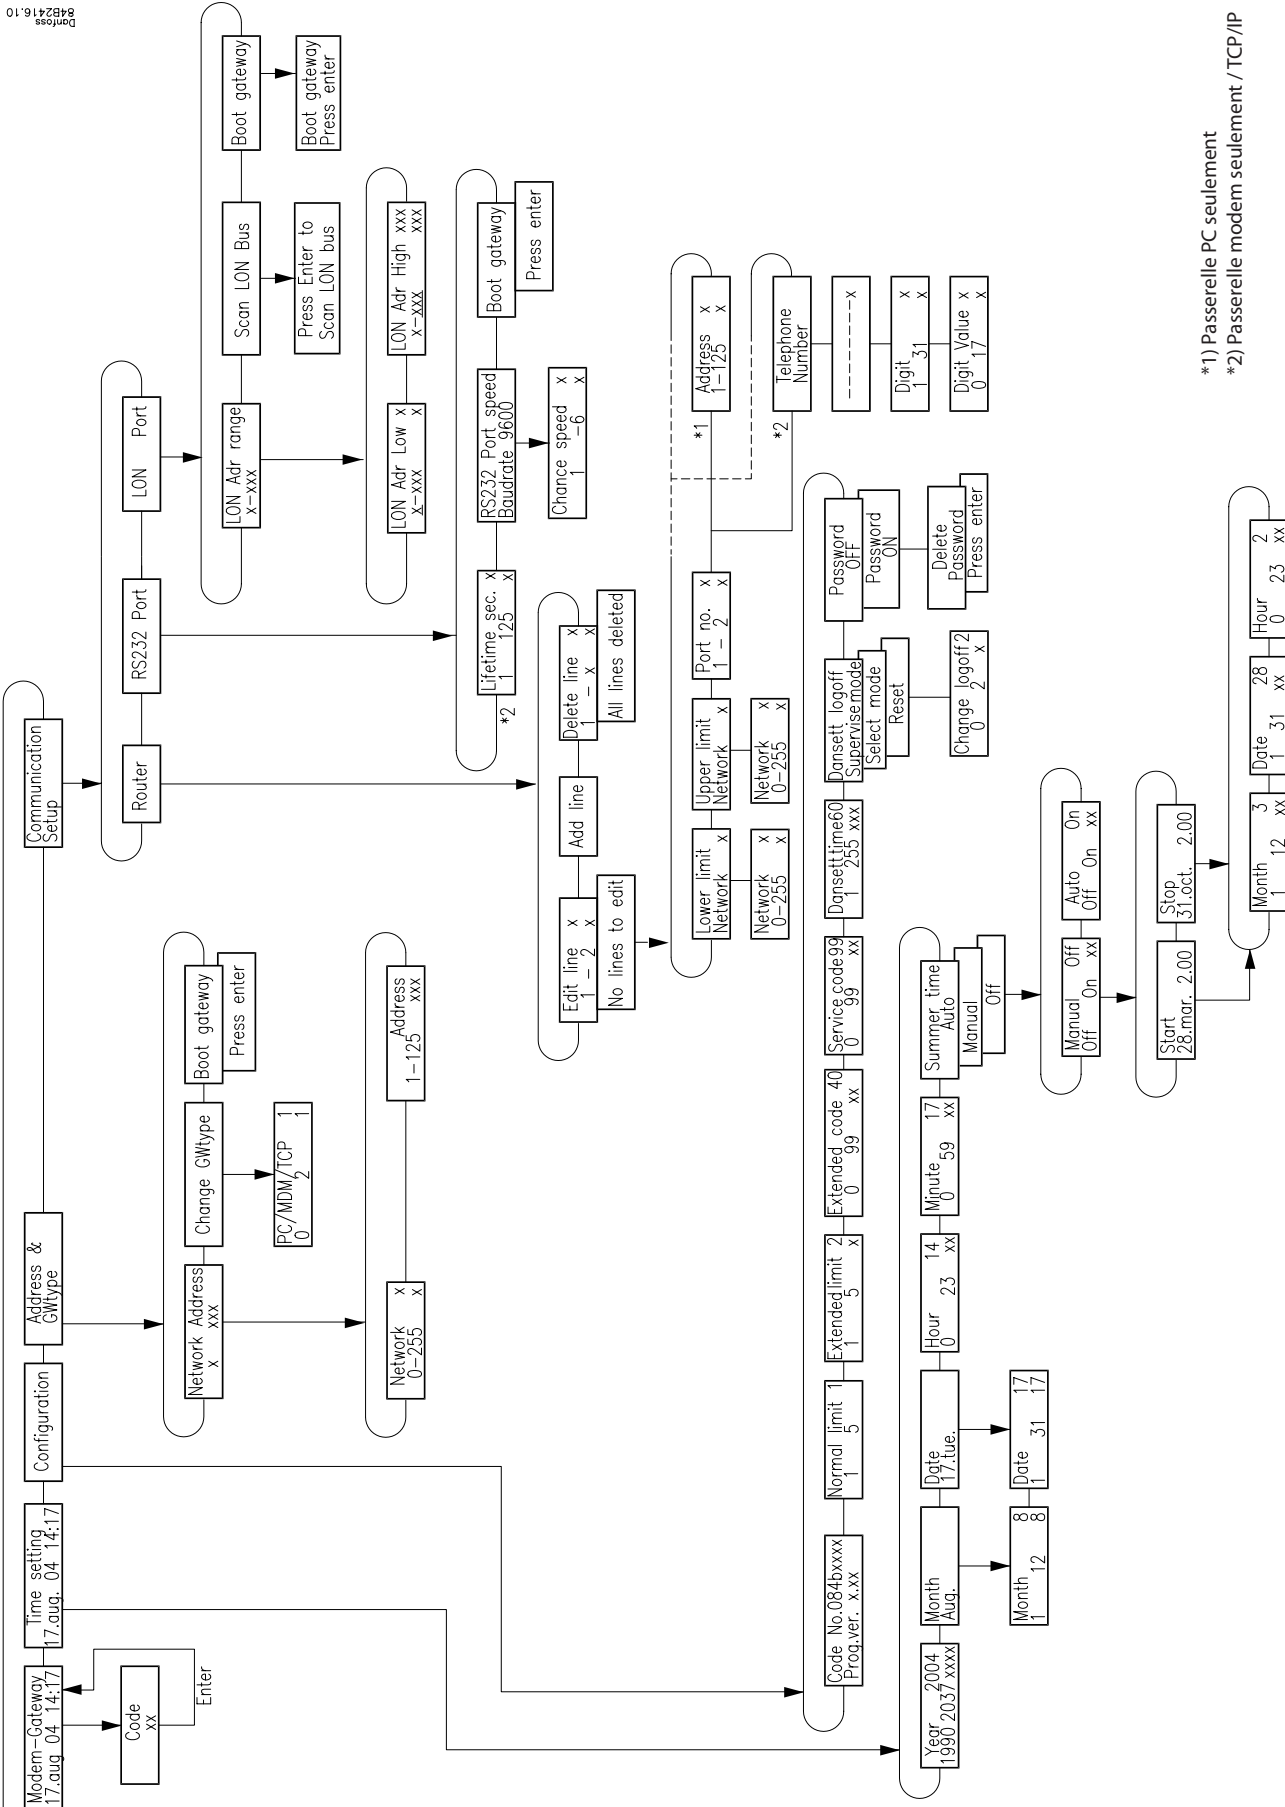 Danfoss
84B2416.10
Modem-Gateway
17.aug 04 14:17
Code
xx
Enter
Time setting
17.aug. 04 14:17
Configuration
Address &
GWtype
Communication
Setup
Network Address
x xxx
Change GWtype
PC/MDM/TCP 1
0 2 1
Boot gateway
Press enter
Network x
0-255 x
Address
1-125 xxx
Router
RS232 Port
LON Port
LON Adr range
x-xxx
Scan LON Bus
Press Enter to
Scan LON bus
Boot gateway
Boot gateway
Press enter
LON Adr Low x
x-xxx x
LON Adr High xxx
x-xxx xxx
*2
Lifetime sec. x
1 125 x
RS232 Port speed
Baudrate 9600
Chance speed x
1 -6 x
Boot gateway
Press enter
Edit line x
1 - 2 x
No lines to edit
Add line
Delete line x
1 - x x
All lines deleted
Lower limit
Network x
Network x
0-255 x
Upper limit
Network x
Network x
0-255 x
Port no. x
1 - 2 x
*1
Address x
1-125 x
*2
Telephone
Number
---------x
Digit x
1 31 x
Digit Value x
0 17 x
Code No.084bxxxx
Prog.ver. x.xx
Normal limit 1
1 5
Extended limit 2
1 5 x
Extended code 40
0 99 xx
Service code99
0 99 xx
Dansett.time60
1 255 xxx
Dansett logoff
Supervise mode
Select mode
Reset
Change logoff2
0 2 x
Password
OFF
Password
ON
Delete
Password
Press enter
Year 2004
1990 2037 xxxx
Month
Aug.
Month 8
1 12 8
Date
17.tue.
Date 17
1 31 17
Hour 14
0 23 xx
Minute 17
0 59 xx
Summer time
Auto
Manual
Off
Manual Off
Off On xx
Auto On
Off On xx
Start
28.mar. 2.00
Stop
31.oct. 2.00
Month 3
1 12 xx
Date 28
1 31 xx
Hour 2
0 23 xx
*1) Passerelle PC seulement
*2) Passerelle modem seulement / TCP/IP